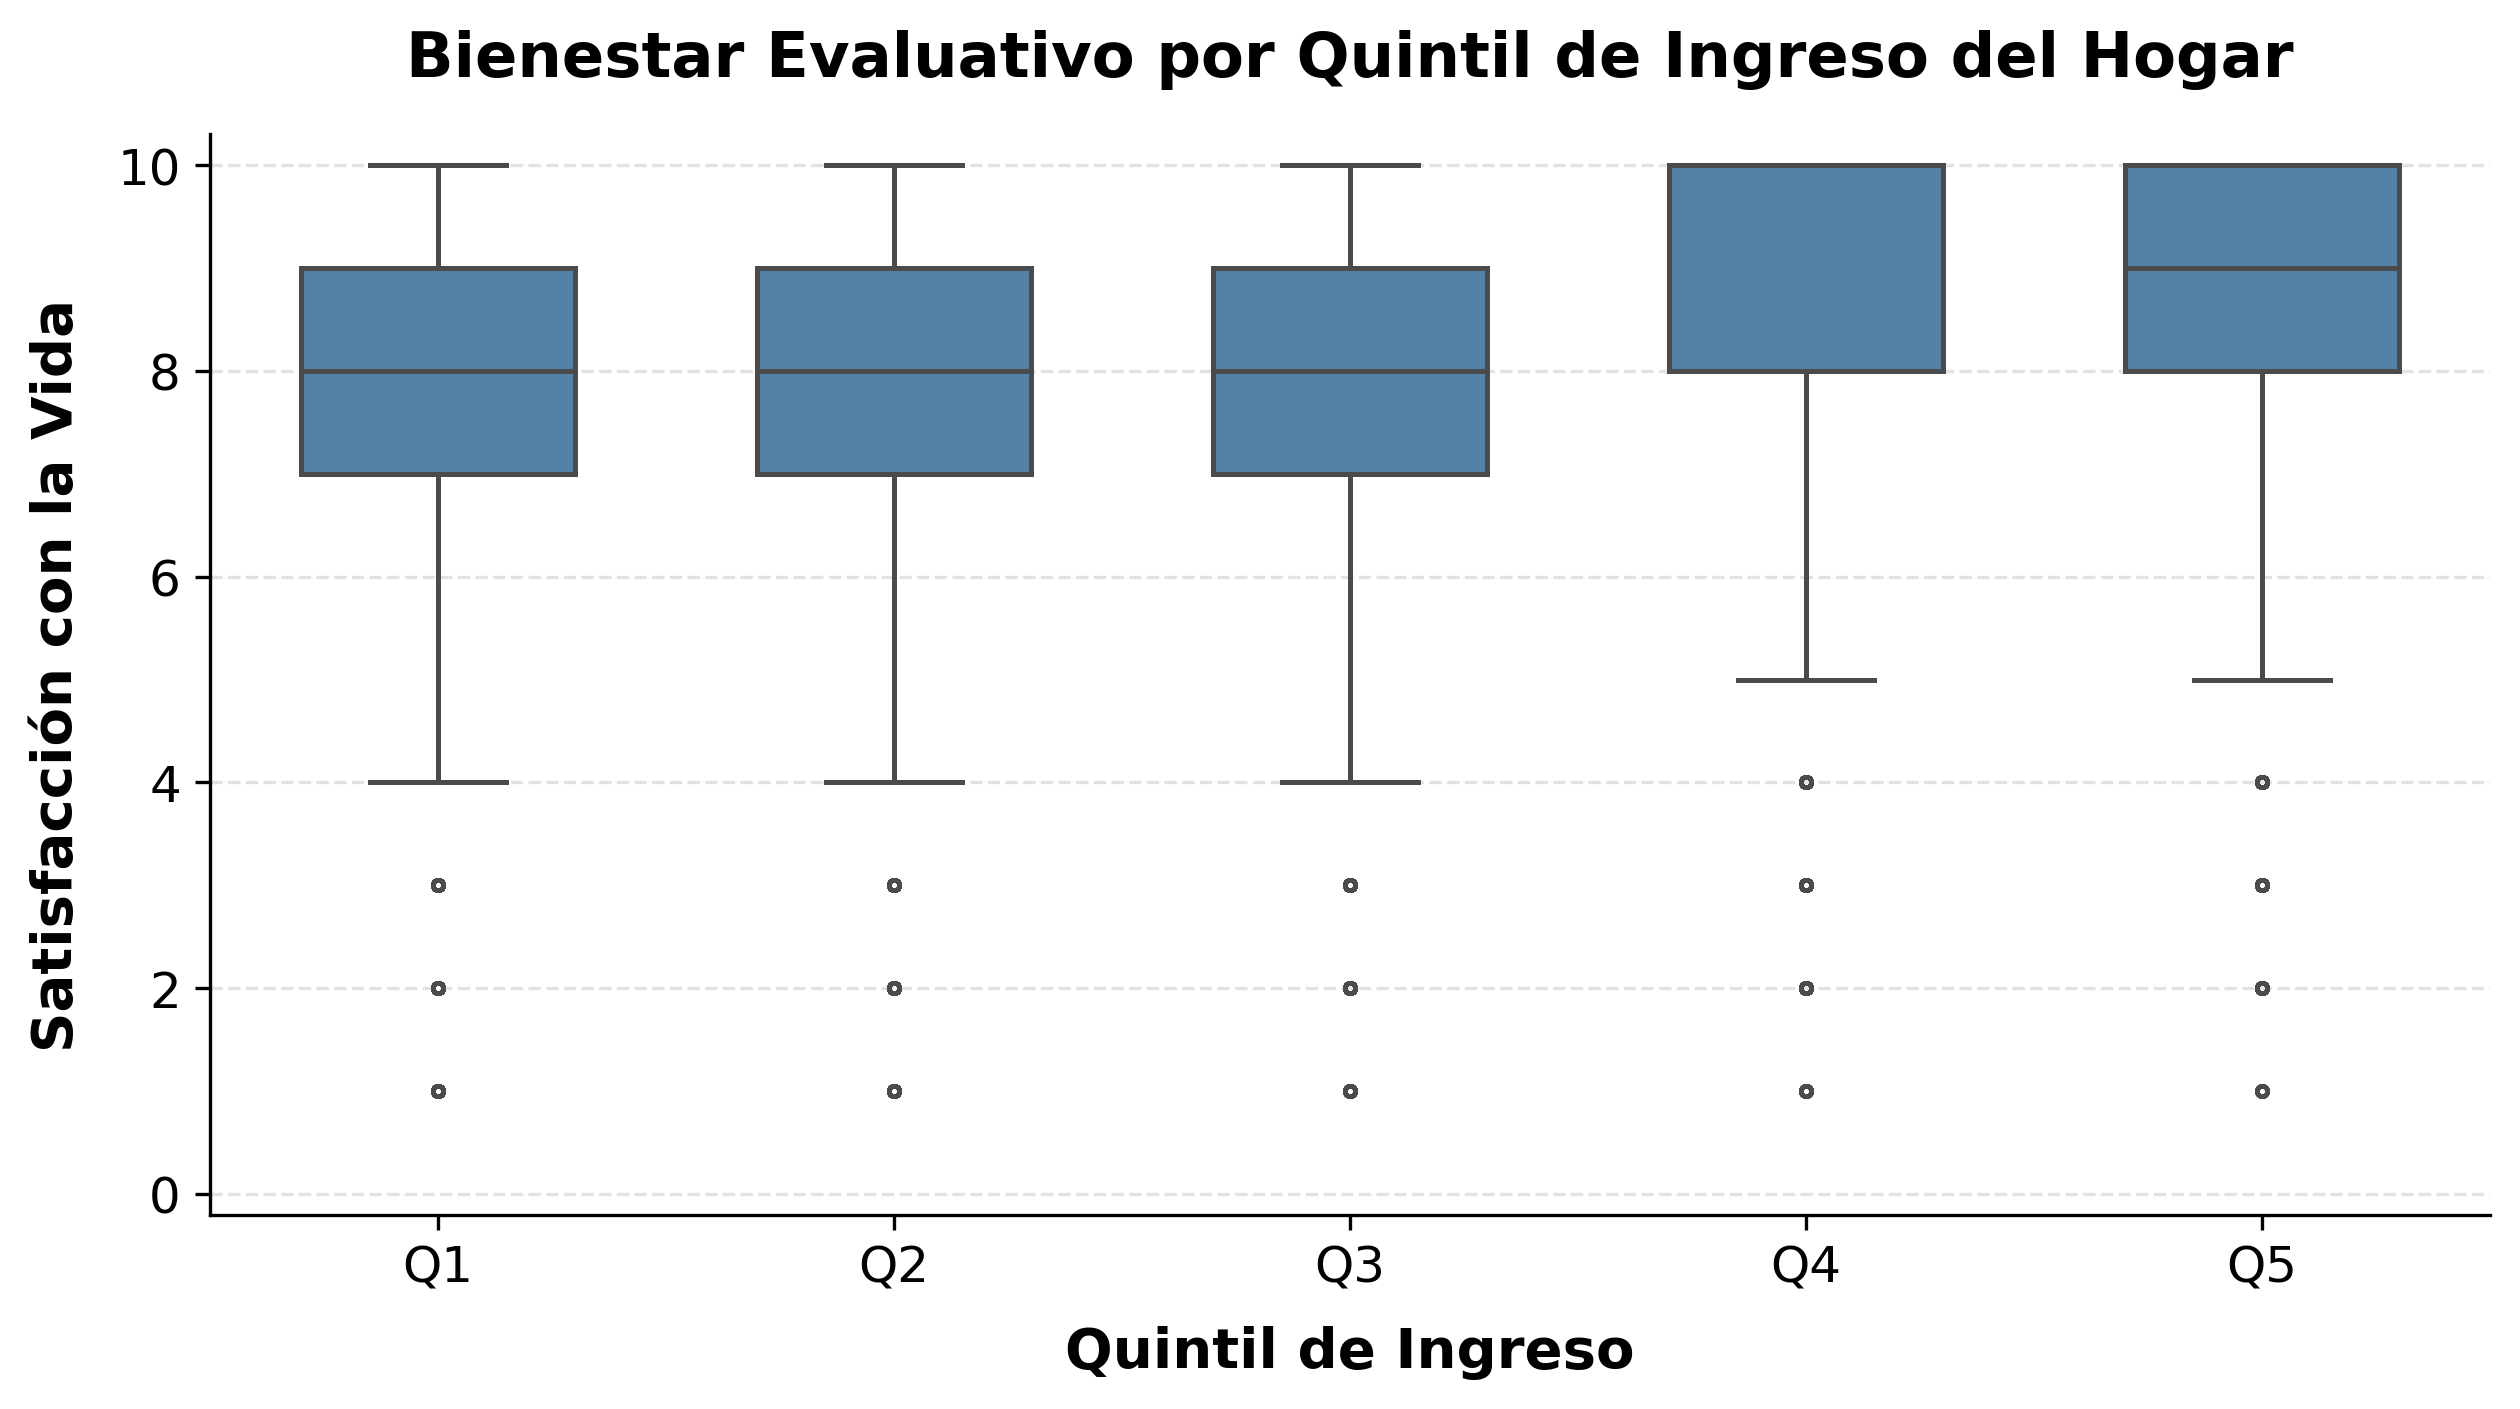 Bienestar Evaluativo por Quintil de Ingreso del Hogar
Satisfacción con la Vida
10
8
6
4
2
0
Q1 Q2 Q3 Q4 Q5
Quintil de Ingreso